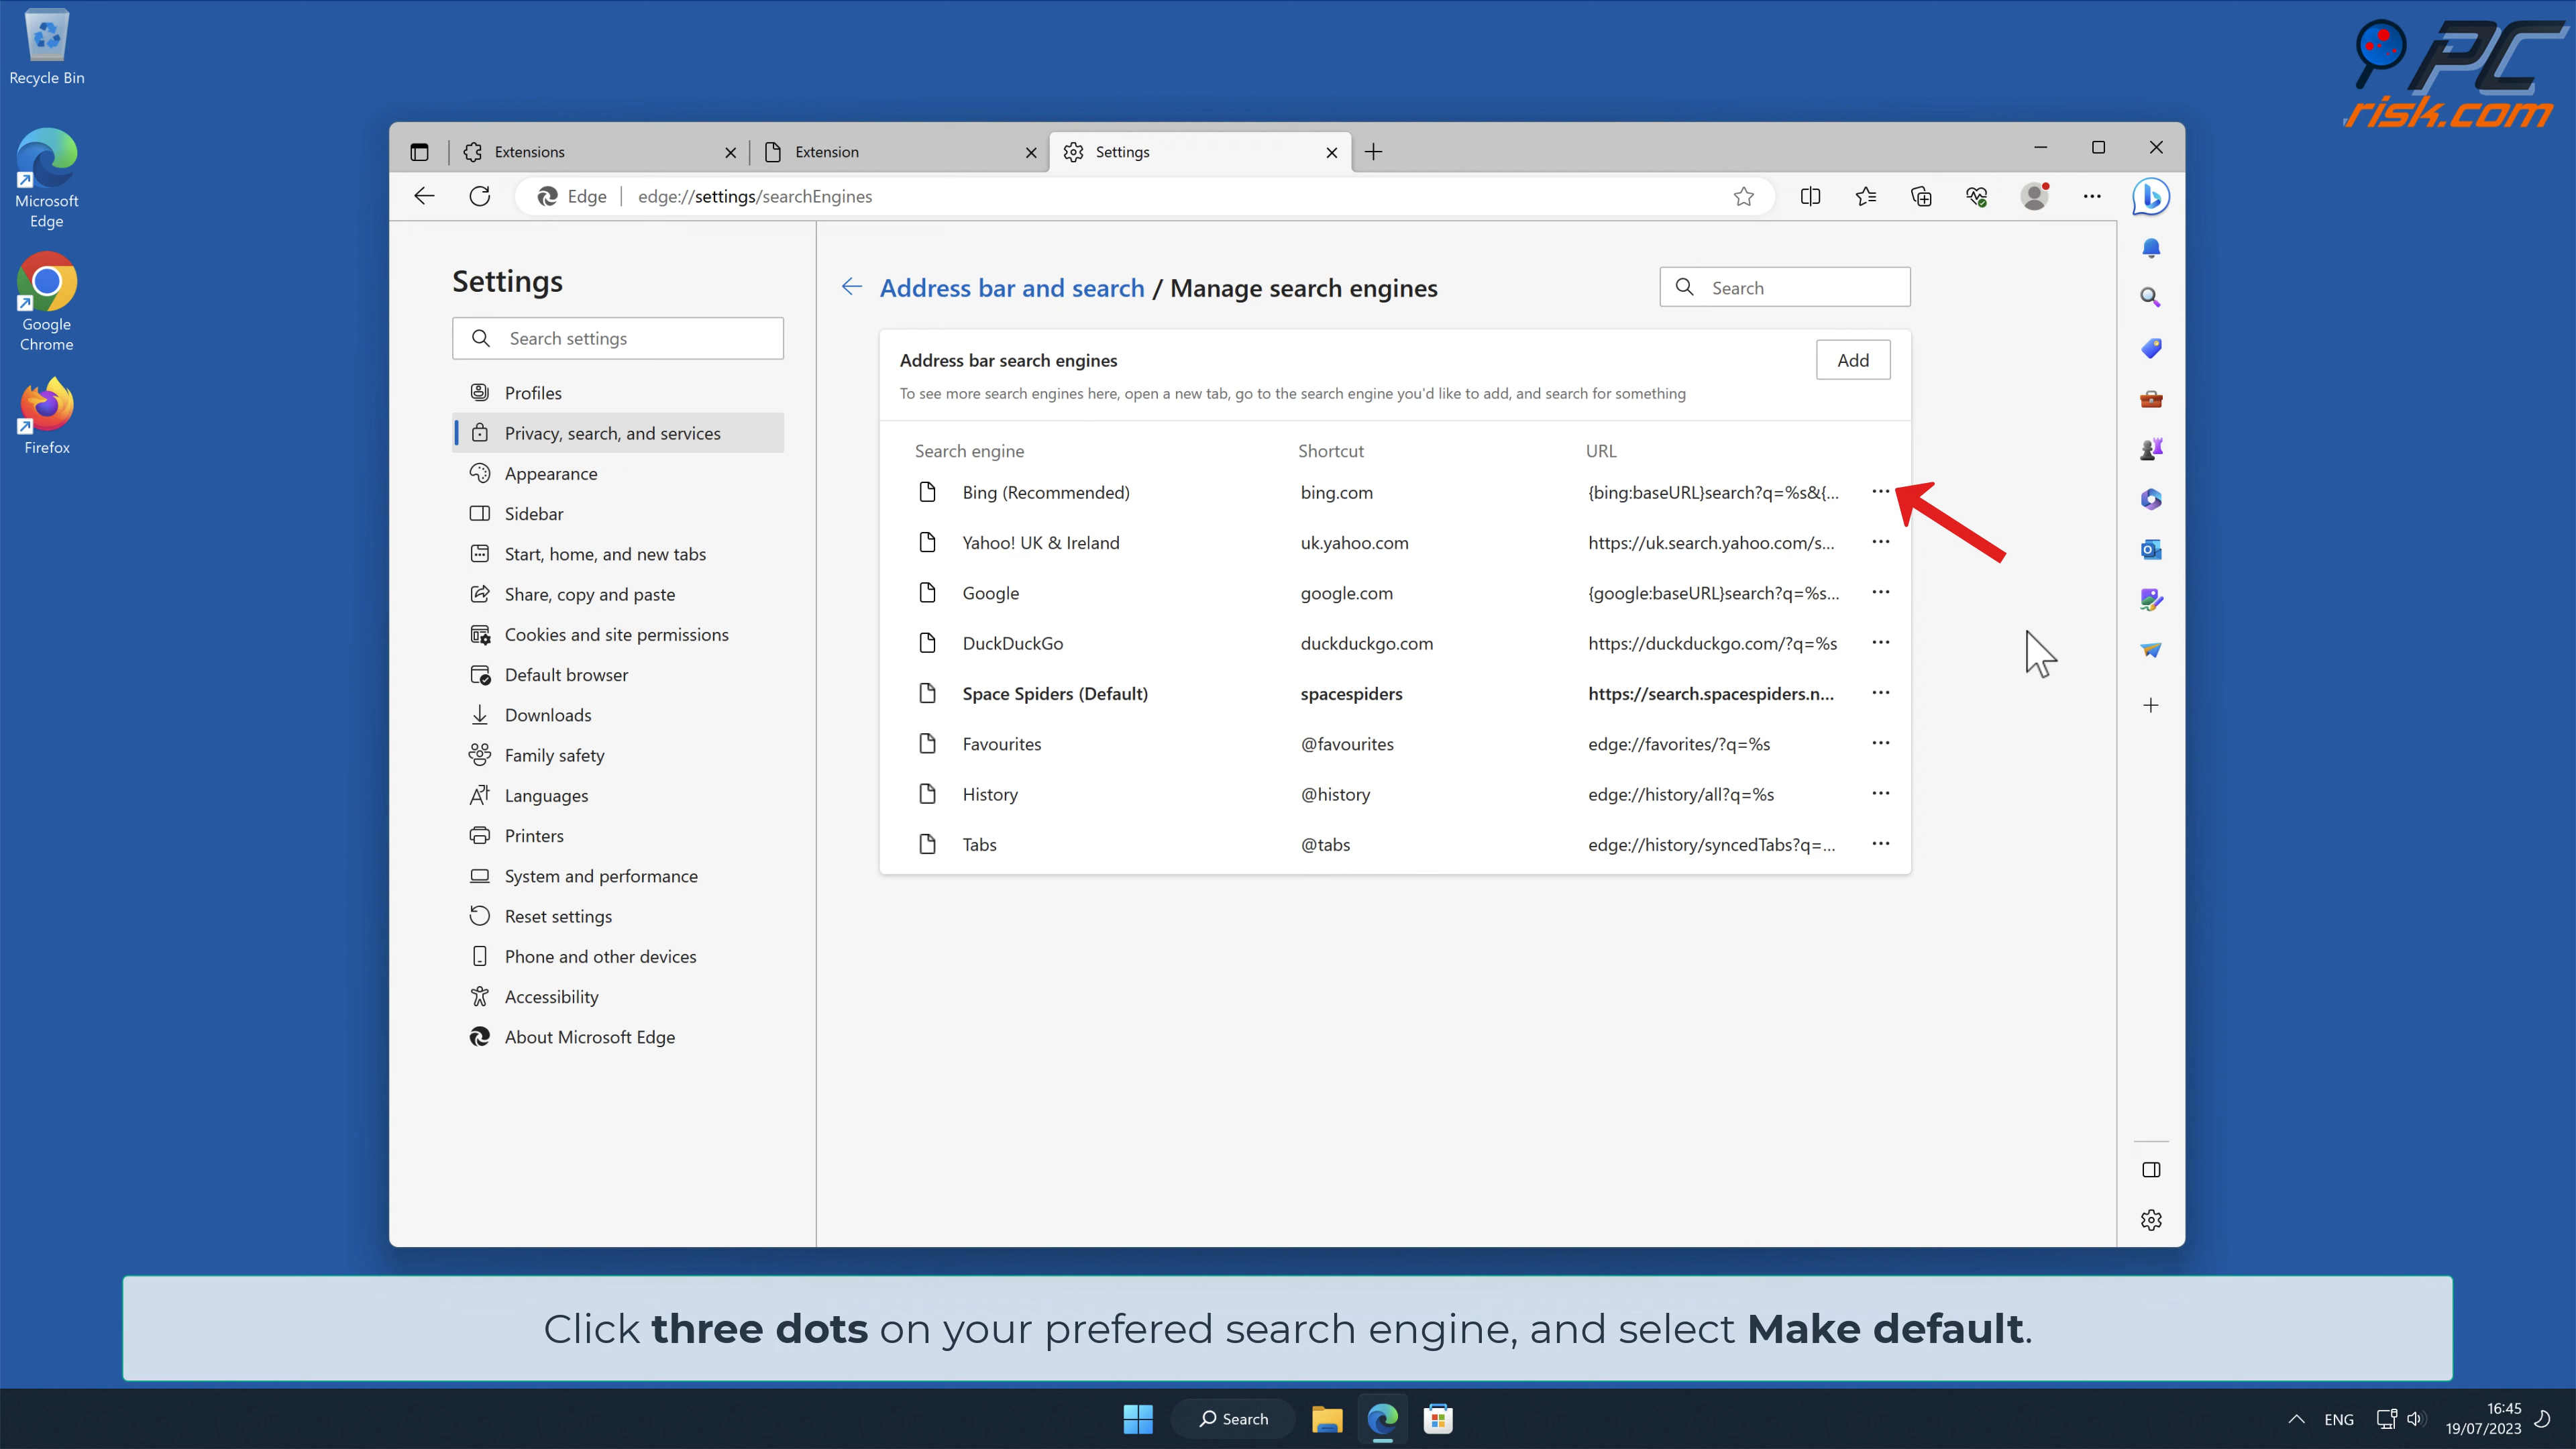 Recycle Bin
Microsoft
Edge
Google
Chrome
Firefox
PC
risk.com
Extensions
Extension
Settings
Edge
edge://settings/searchEngines
Settings
Search settings
Profiles
Privacy, search, and services
Appearance
Sidebar
Start, home, and new tabs
Share, copy and paste
Cookies and site permissions
Default browser
Downloads
Family safety
Languages
Printers
System and performance
Reset settings
Phone and other devices
Accessibility
About Microsoft Edge
Address bar and search / Manage search engines
Search
Address bar search engines
Add
To see more search engines here, open a new tab, go to the search engine you'd like to add, and search for something
Search engine Shortcut URL
Bing (Recommended) bing.com {bing:baseURL}search?q=%s&{...
Yahoo! UK & Ireland uk.yahoo.com https://uk.search.yahoo.com/s...
Google google.com {google:baseURL}search?q=%s...
DuckDuckGo duckduckgo.com https://duckduckgo.com/?q=%s
Space Spiders (Default) spacespiders https://search.spacespiders.n...
Favourites @favourites edge://favorites/?q=%s
History @history edge://history/all?q=%s
Tabs @tabs edge://history/syncedTabs?q=...
Click three dots on your prefered search engine, and select Make default.
Search
ENG
16:45
19/07/2023